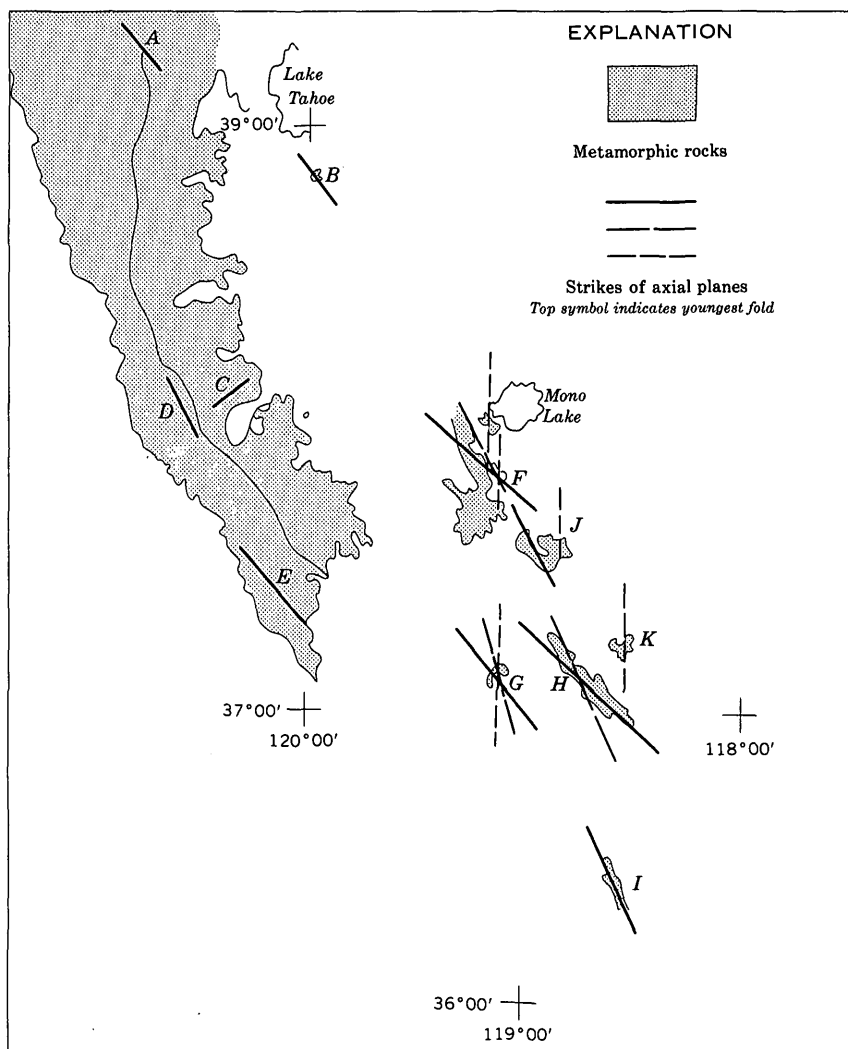 EXPLANATION
Metamorphic rocks
Strikes of axial planes
Top symbol indicates youngest fold
A
Lake
Tahoe
39°00′
B
C
D
Mono
Lake
F
J
E
K
G
H
37°00′
120°00′
118°00′
I
36°00′
119°00′